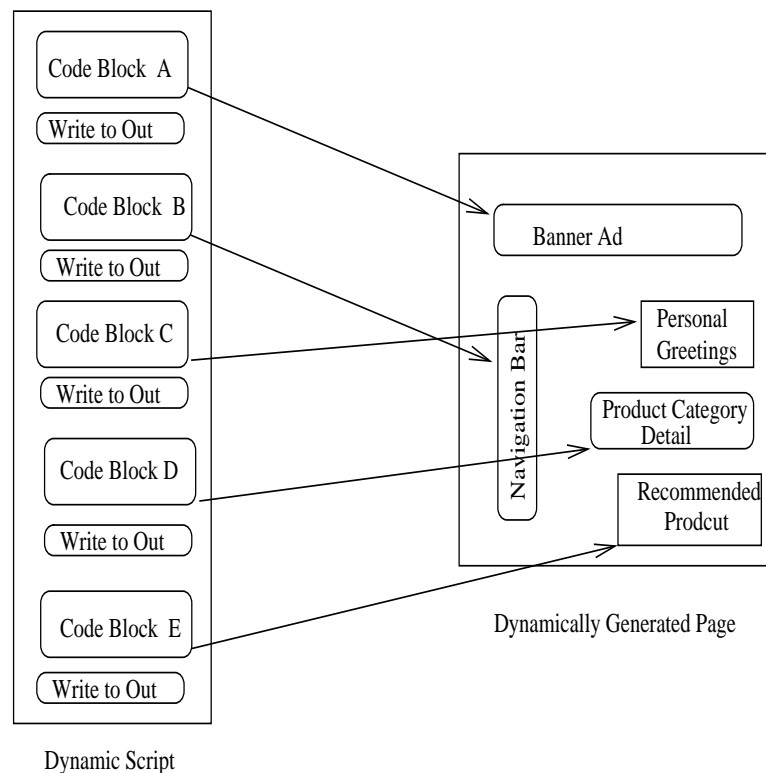 Code Block A
Write to Out
Code Block B
Write to Out
Code Block C
Write to Out
Code Block D
Write to Out
Code Block E
Write to Out
Dynamic Script
Banner Ad
Navigation Bar
Personal
Greetings
Product Category
Detail
Recommended
Prodcut
Dynamically Generated Page